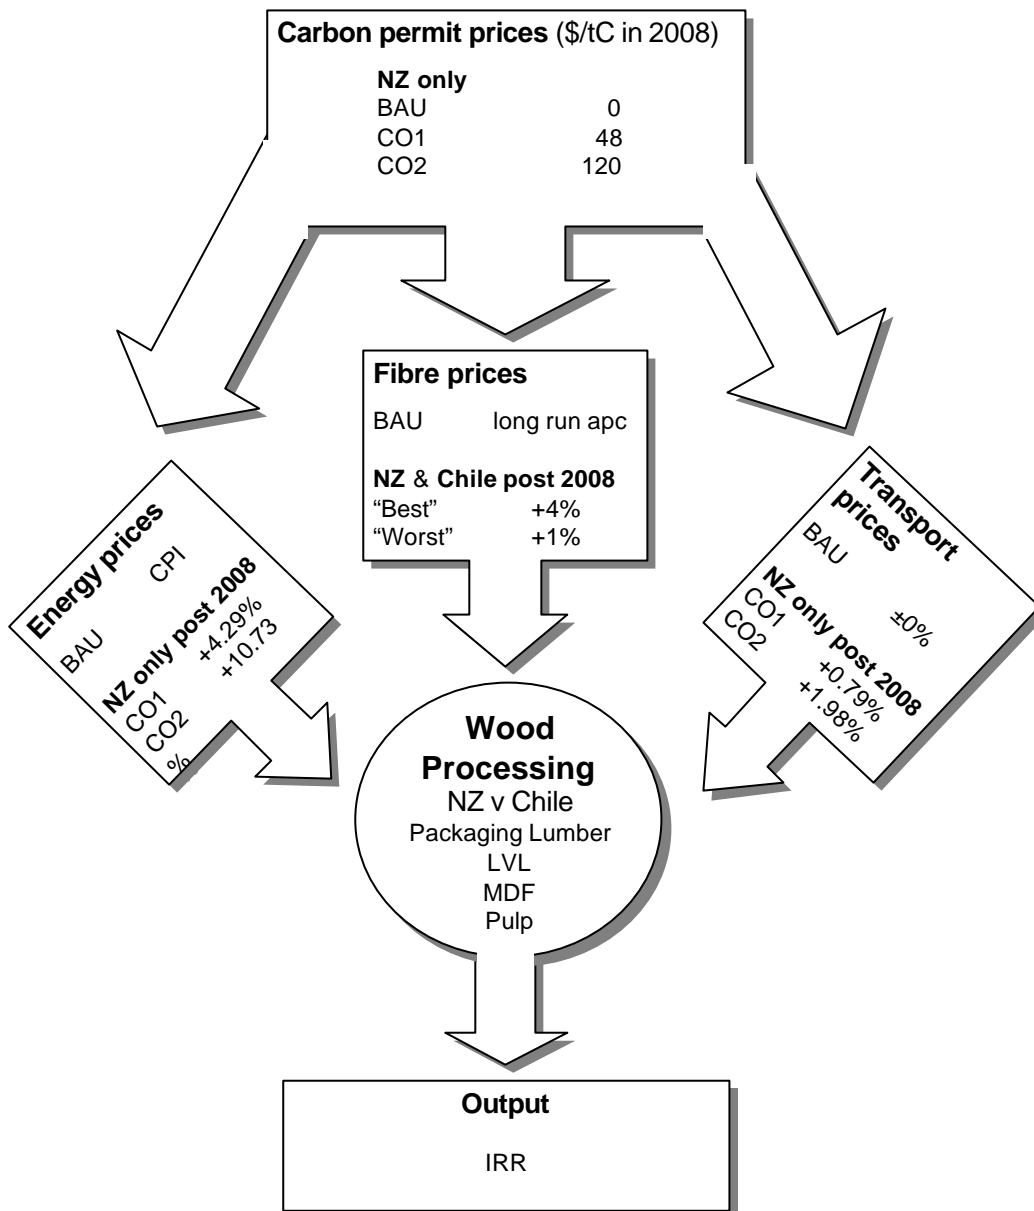 Carbon permit prices ($/tC in 2008)
NZ only
BAU 0
CO1 48
CO2 120
Fibre prices
BAU long run apc
NZ & Chile post 2008
“Best” +4%
“Worst” +1%
Energy prices
BAU CPI
NZ only post 2008
CO1 +4.29%
CO2 +10.73
%
Transport
prices
BAU ±0%
NZ only post 2008
CO1 +0.79%
CO2 +1.98%
Wood
Processing
NZ v Chile
Packaging Lumber
LVL
MDF
Pulp
Output
IRR